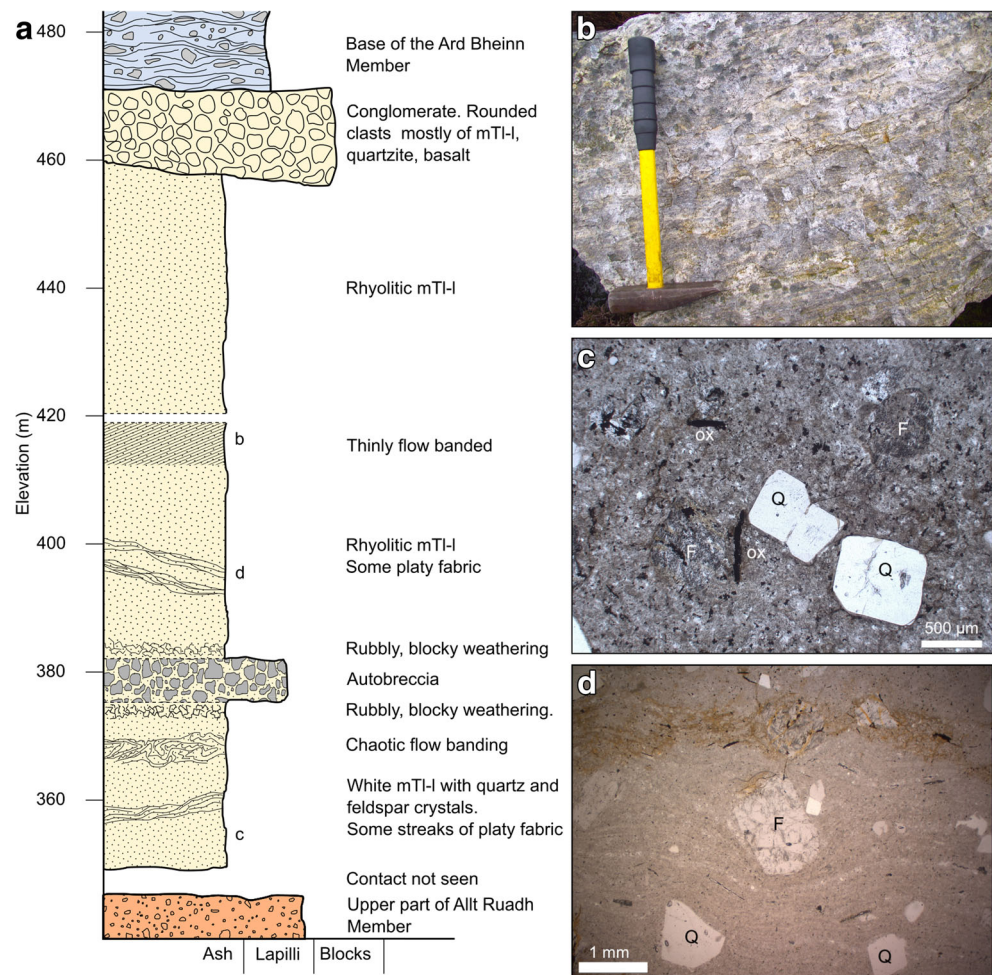 a
480
Base of the Ard Bheinn
Member
Conglomerate. Rounded
clasts mostly of mTl-l,
quartzite, basalt
460
440
Rhyolitic mTl-l
420
b
Thinly flow banded
400
Rhyolitic mTl-l
Some platy fabric
d
Rubbly, blocky weathering
380
Autobreccia
Rubbly, blocky weathering.
Chaotic flow banding
360
White mTl-l with quartz and
feldspar crystals.
Some streaks of platy fabric
c
Contact not seen
Upper part of Allt Ruadh
Member
Elevation (m)
Ash Lapilli Blocks
b
c
ox
F
Q
F
ox
Q
500 µm
d
F
Q
Q
1 mm